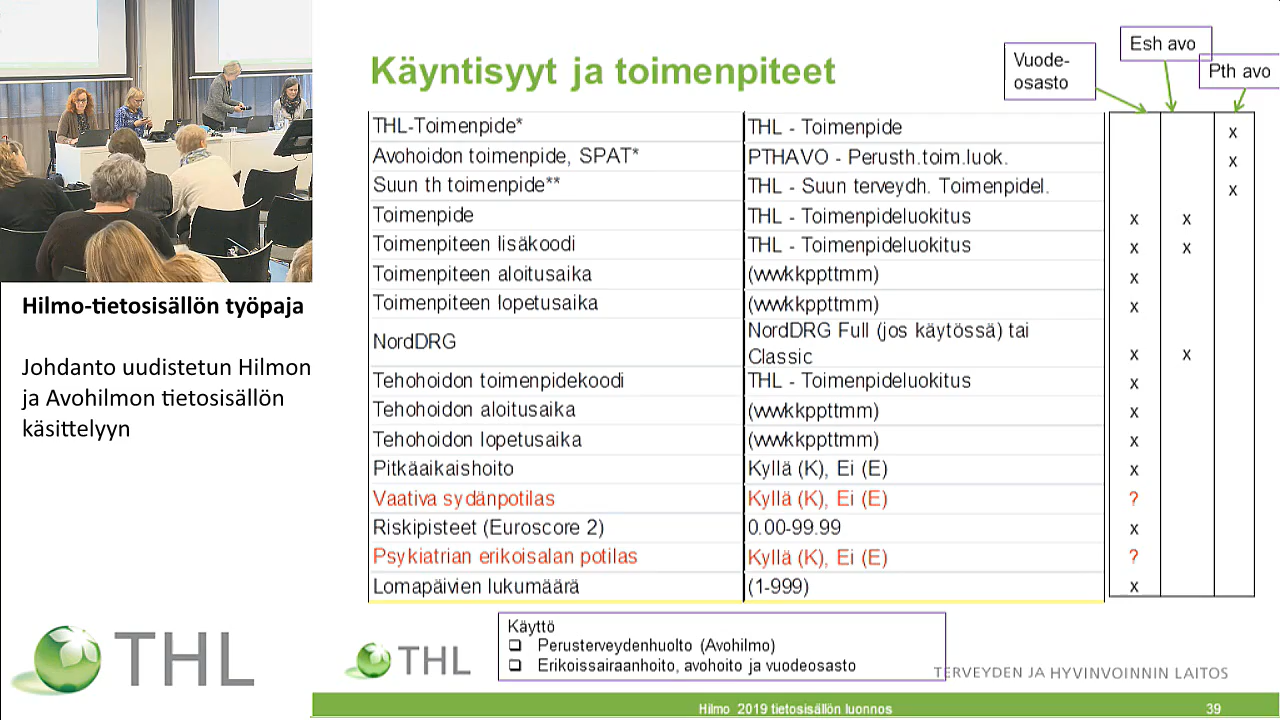 Käyntisyyt ja toimenpiteet
Vuode-
osasto
Esh avo
Pth avo
THL-Toimenpide* THL - Toimenpide x
Avohoidon toimenpide, SPAT* PTHAVO - Perusth.toim.luok. x
Suun th toimenpide** THL - Suun terveydh. Toimenpidel. x
Toimenpide THL - Toimenpideluokitus x x
Toimenpiteen lisäkoodi THL - Toimenpideluokitus x x
Toimenpiteen aloitusaika (vvvvkkppttmm) x
Toimenpiteen lopetusaika (vvvvkkppttmm) x
NordDRG NordDRG Full (jos käytössä) tai
Classic x x
Tehohoidon toimenpidekoodi THL - Toimenpideluokitus x
Tehohoidon aloitusaika (vvvvkkppttmm) x
Tehohoidon lopetusaika (vvvvkkppttmm) x
Pitkäaikaishoito Kyllä (K), Ei (E) x
Vaativa sydänpotilas Kyllä (K), Ei (E) ?
Riskipisteet (Euroscore 2) 0.00-99.99 x
Psykiatrian erikoisalan potilas Kyllä (K), Ei (E) ?
Lomapäivien lukumäärä (1-999) x
Hilmo-tietosisällön työpaja
Johdanto uudistetun Hilmon
ja Avohilmon tietosisällön
käsittelyyn
THL
THL
Käyttö
Perusterveydenhuolto (Avohilmo)
Erikoissairaanhoito, avohoito ja vuodeosasto
TERVEYDEN JA HYVINVOINNIN LAITOS
Hilmo 2019 tietosisällön luonnos 39